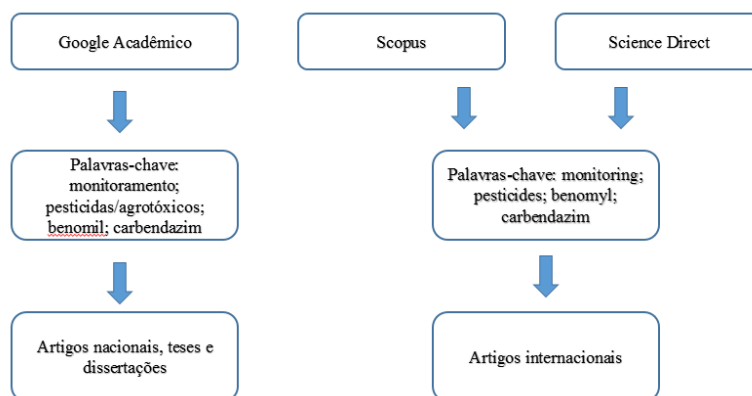 Google Acadêmico
Scopus
Science Direct
Palavras-chave:
monitoramento;
pesticidas/agrotóxicos;
benomil; carbendazim
Palavras-chave: monitoring;
pesticides; benomyl;
carbendazim
Artigos nacionais, teses e
dissertações
Artigos internacionais